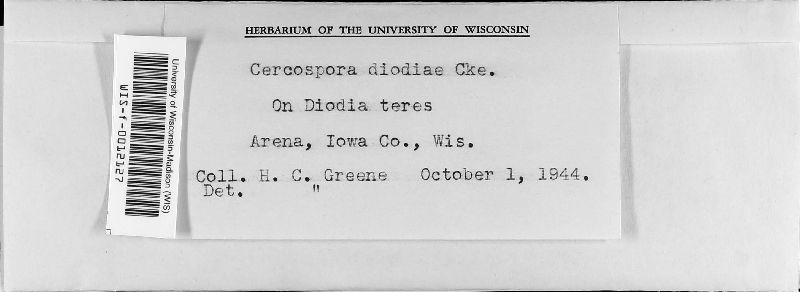 HERBARIUM OF THE UNIVERSITY OF WISCONSIN
Cercospora diodiae Cke.
On Diodia teres
Arena, Iowa Co., Wis.
Coll. H. C. Greene October 1, 1944.
Det. "
University of Wisconsin-Madison (WIS)
WIS-f-0012127